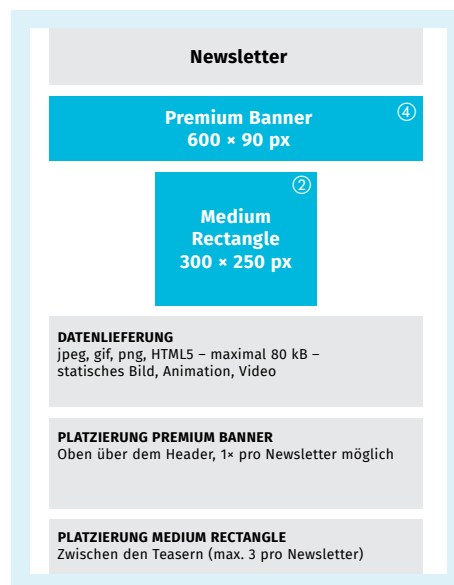 Newsletter
④
Premium Banner
600 × 90 px
②
Medium
Rectangle
300 × 250 px
DATENLIEFERUNG
jpeg, gif, png, HTML5 – maximal 80 kB –
statisches Bild, Animation, Video
PLATZIERUNG PREMIUM BANNER
Oben über dem Header, 1× pro Newsletter möglich
PLATZIERUNG MEDIUM RECTANGLE
Zwischen den Teasern (max. 3 pro Newsletter)